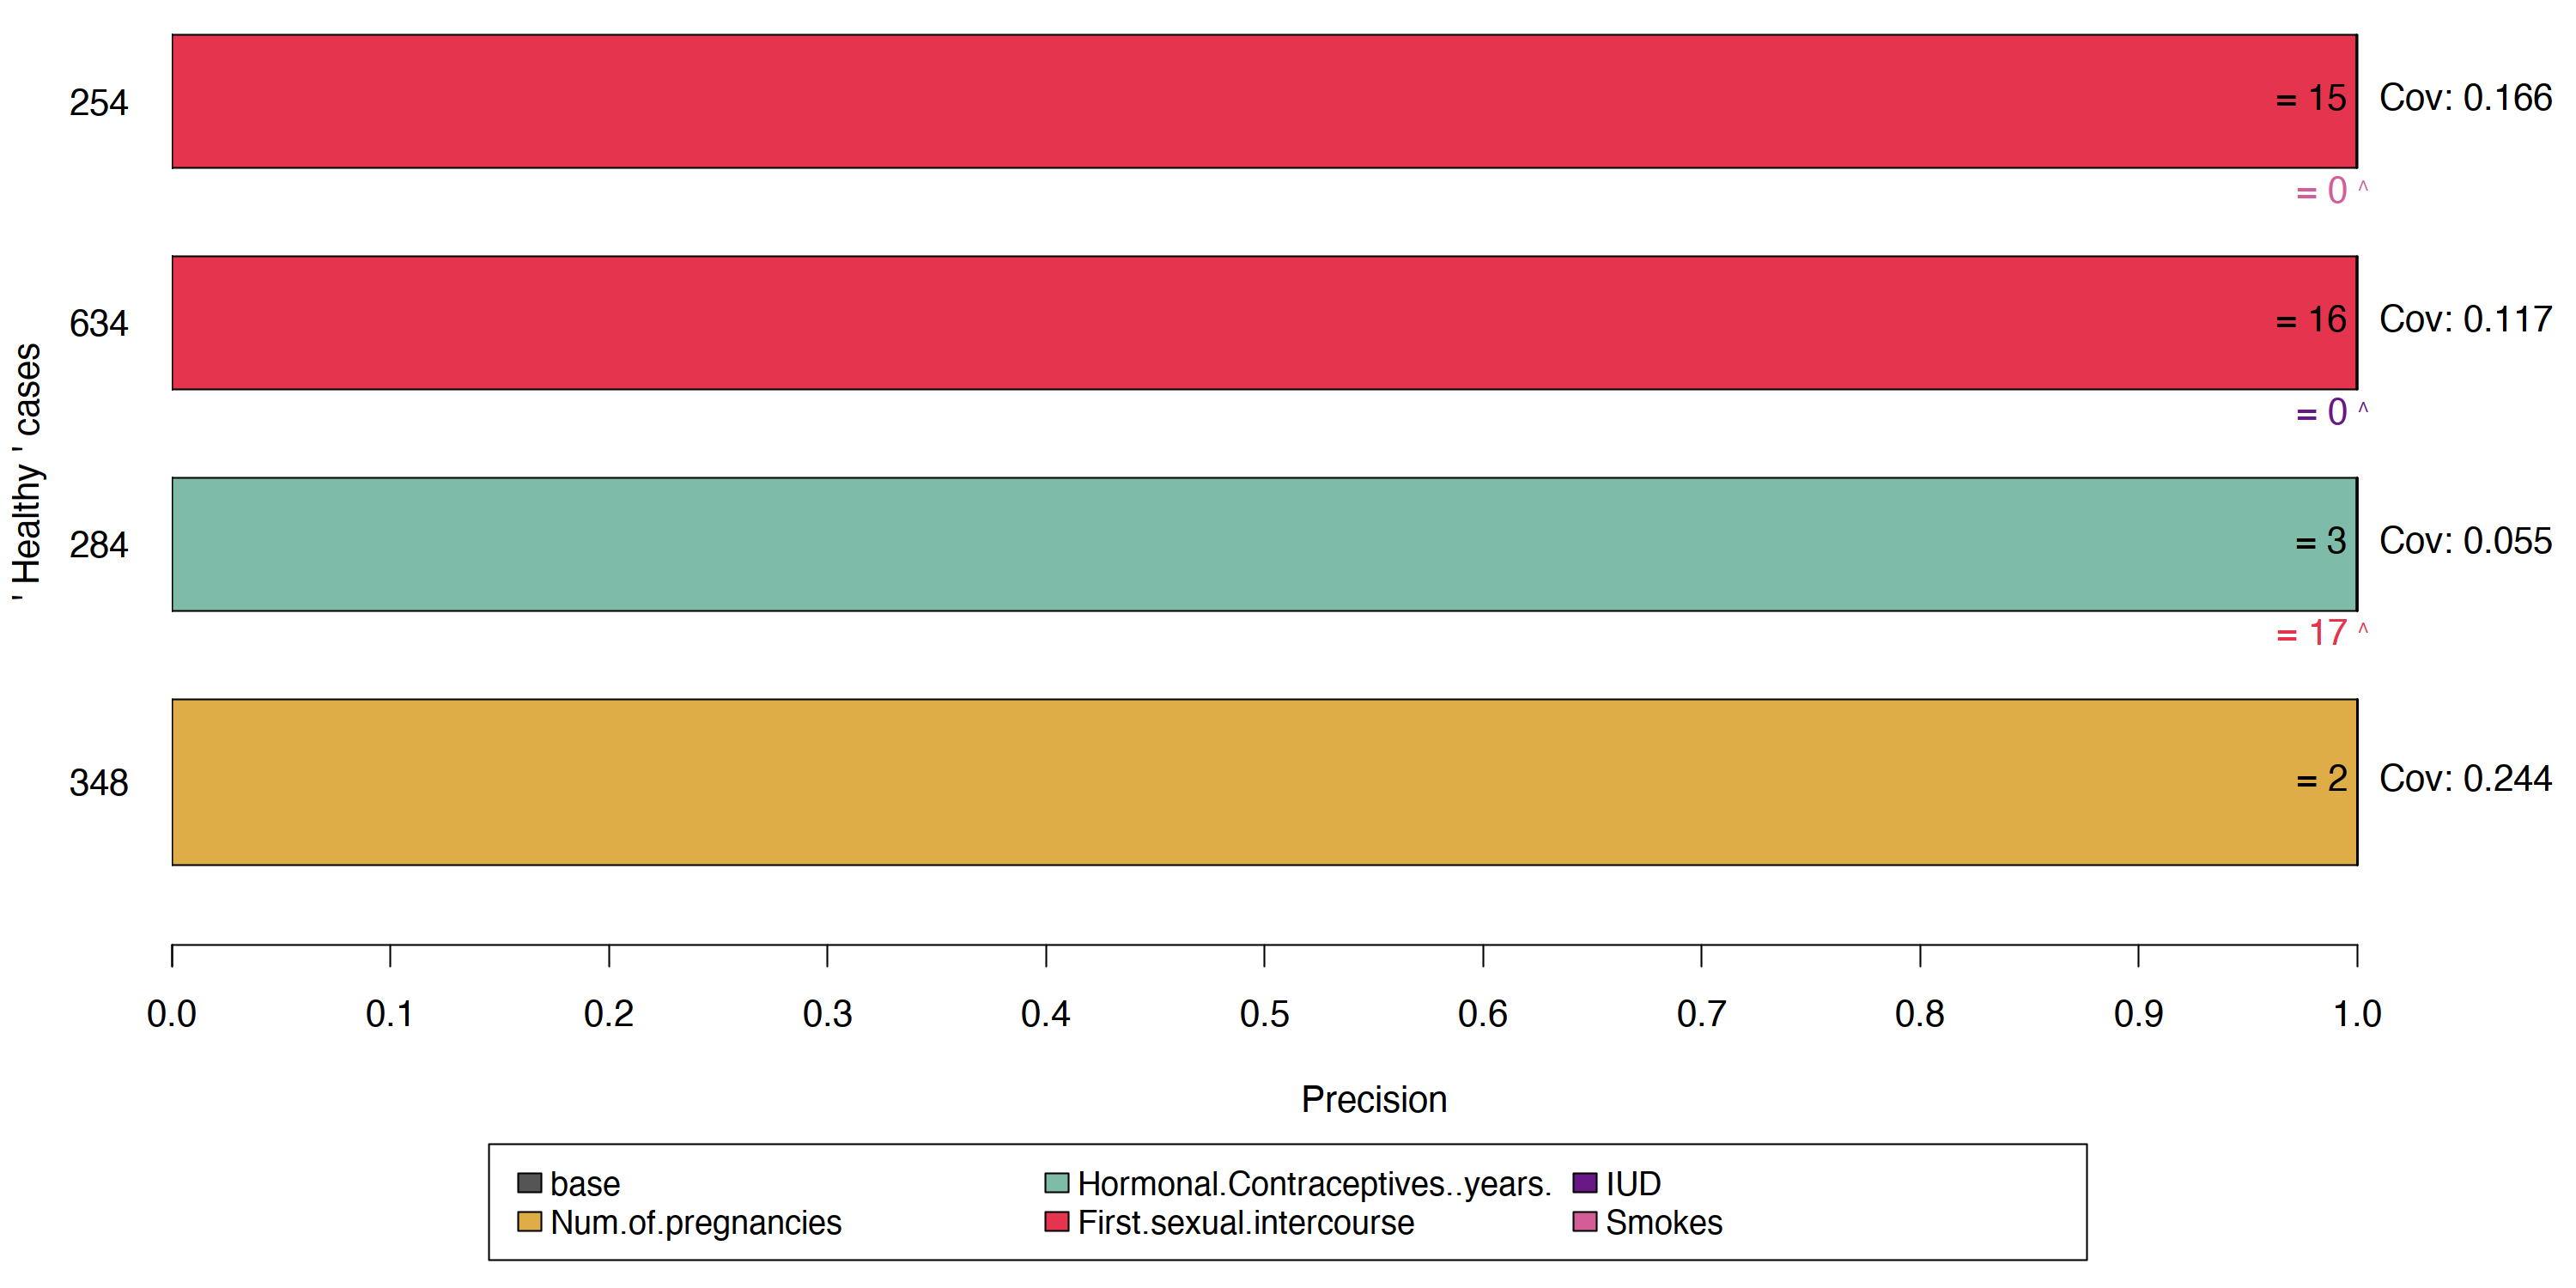 254
= 15
Cov: 0.166
= 0 ^
634
= 16
Cov: 0.117
= 0 ^
284
= 3
Cov: 0.055
= 17 ^
348
= 2
Cov: 0.244
' Healthy ' cases
0.0 0.1 0.2 0.3 0.4 0.5 0.6 0.7 0.8 0.9 1.0
Precision
base
Num.of.pregnancies
Hormonal.Contraceptives..years.
First.sexual.intercourse
IUD
Smokes